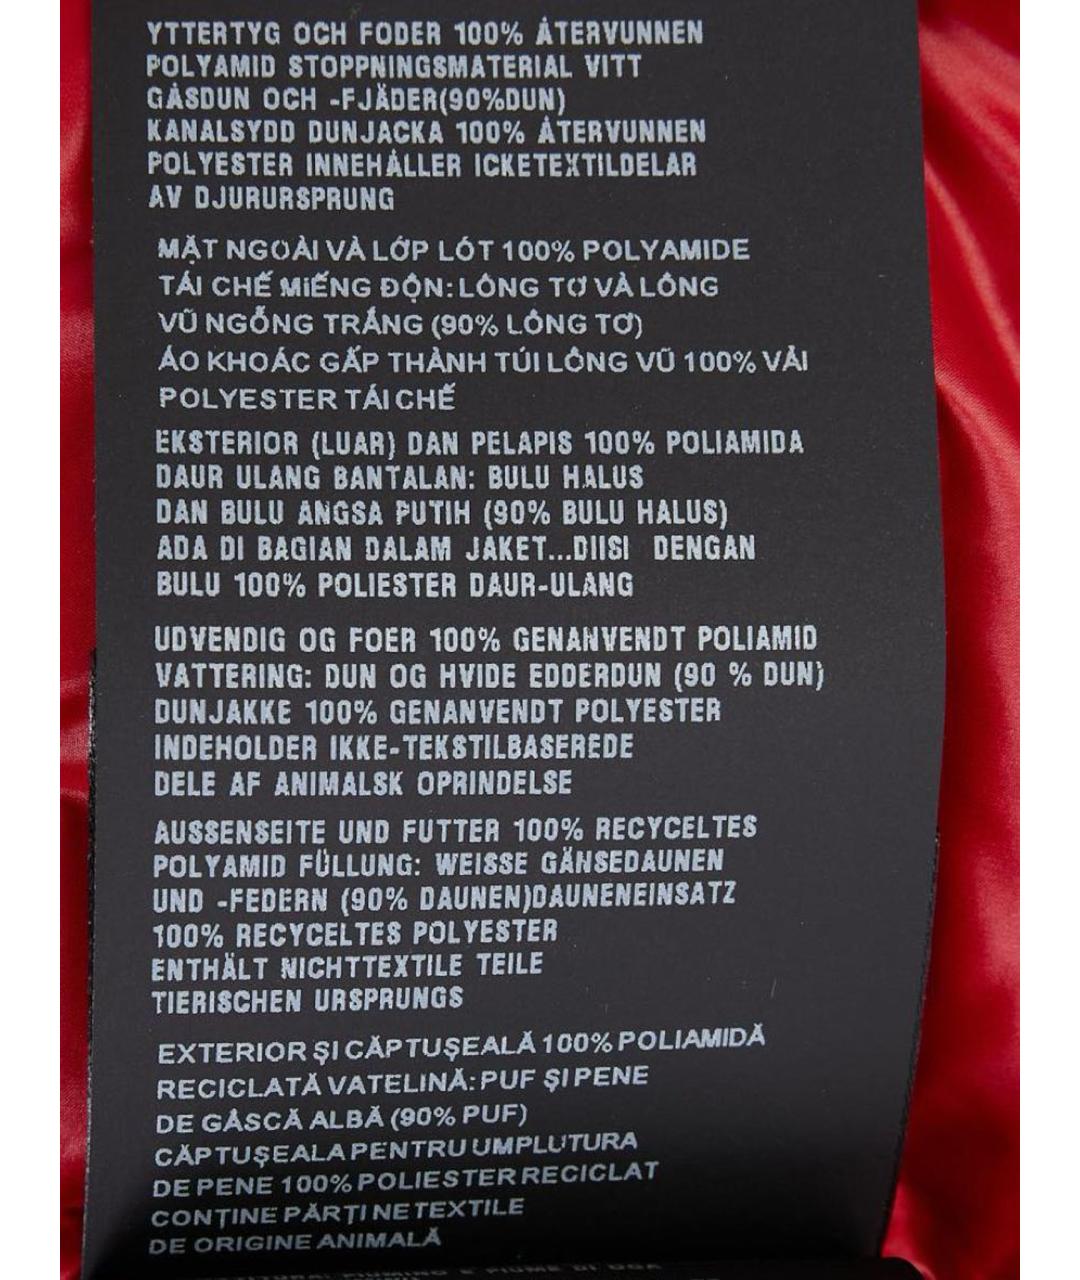 YTTERTYG OCH FODER 100% ÅTERVUNNEN
POLYAMID STOPPNINGSMATERIAL VITT
GÅSDUN OCH -FJÄDER(90%DUN)
KANALSYDD DUNJACKA 100% ÅTERVUNNEN
POLYESTER INNEHÅLLER ICKETEXTILDELAR
AV DJURURSPRUNG
MẶT NGOÀI VÀ LỚP LÓT 100% POLYAMIDE
TÁI CHẾ MIẾNG ĐỘN: LÔNG TƠ VÀ LÔNG
VŨ NGỖNG TRẮNG (90% LÔNG TƠ)
ÁO KHOÁC GẤP THÀNH TÚI LÔNG VŨ 100% VẢI
POLYESTER TÁI CHẾ
EKSTERIOR (LUAR) DAN PELAPIS 100% POLIAMIDA
DAUR ULANG BANTALAN: BULU HALUS
DAN BULU ANGSA PUTIH (90% BULU HALUS)
ADA DI BAGIAN DALAM JAKET...DIISI DENGAN
BULU 100% POLIESTER DAUR-ULANG
UDVENDIG OG FOER 100% GENANVENDT POLIAMID
VATTERING: DUN OG HVIDE EDDERDUN (90 % DUN)
DUNJAKKE 100% GENANVENDT POLYESTER
INDEHOLDER IKKE-TEKSTILBASEREDE
DELE AF ANIMALSK OPRINDELSE
AUSSENSEITE UND FUTTER 100% RECYCELTES
POLYAMID FÜLLUNG: WEISSE GÄNSEDAUNEN
UND -FEDERN (90% DAUNEN)DAUNENEINSATZ
100% RECYCELTES POLYESTER
ENTHÄLT NICHTTEXTILE TEILE
TIERISCHEN URSPRUNGS
EXTERIOR ȘI CĂPTUȘEALĂ 100% POLIAMIDĂ
RECICLATĂ VATELINĂ: PUF ȘI PENE
DE GÂSCĂ ALBĂ (90% PUF)
CĂPTUȘEALA PENTRU UMPLUTURA
DE PENE 100% POLIESTER RECICLAT
CONȚINE PĂRȚI NETEXTILE
DE ORIGINE ANIMALĂ